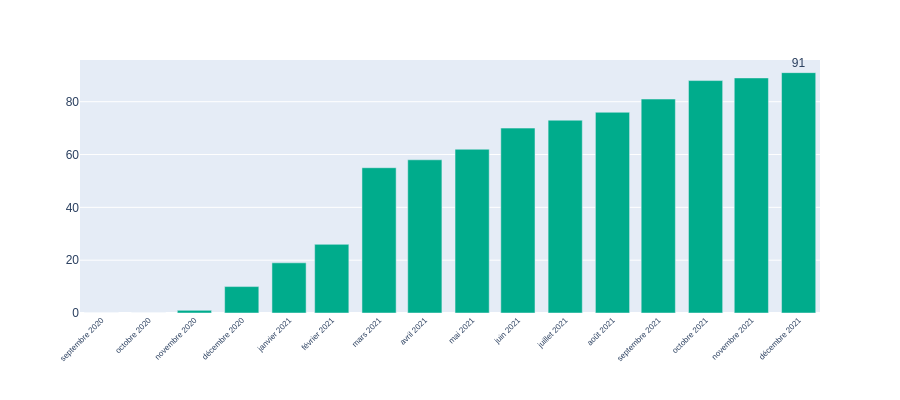 91
80
60
40
20
0
septembre 2020
octobre 2020
novembre 2020
décembre 2020
janvier 2021
février 2021
mars 2021
avril 2021
mai 2021
juin 2021
juillet 2021
août 2021
septembre 2021
octobre 2021
novembre 2021
décembre 2021